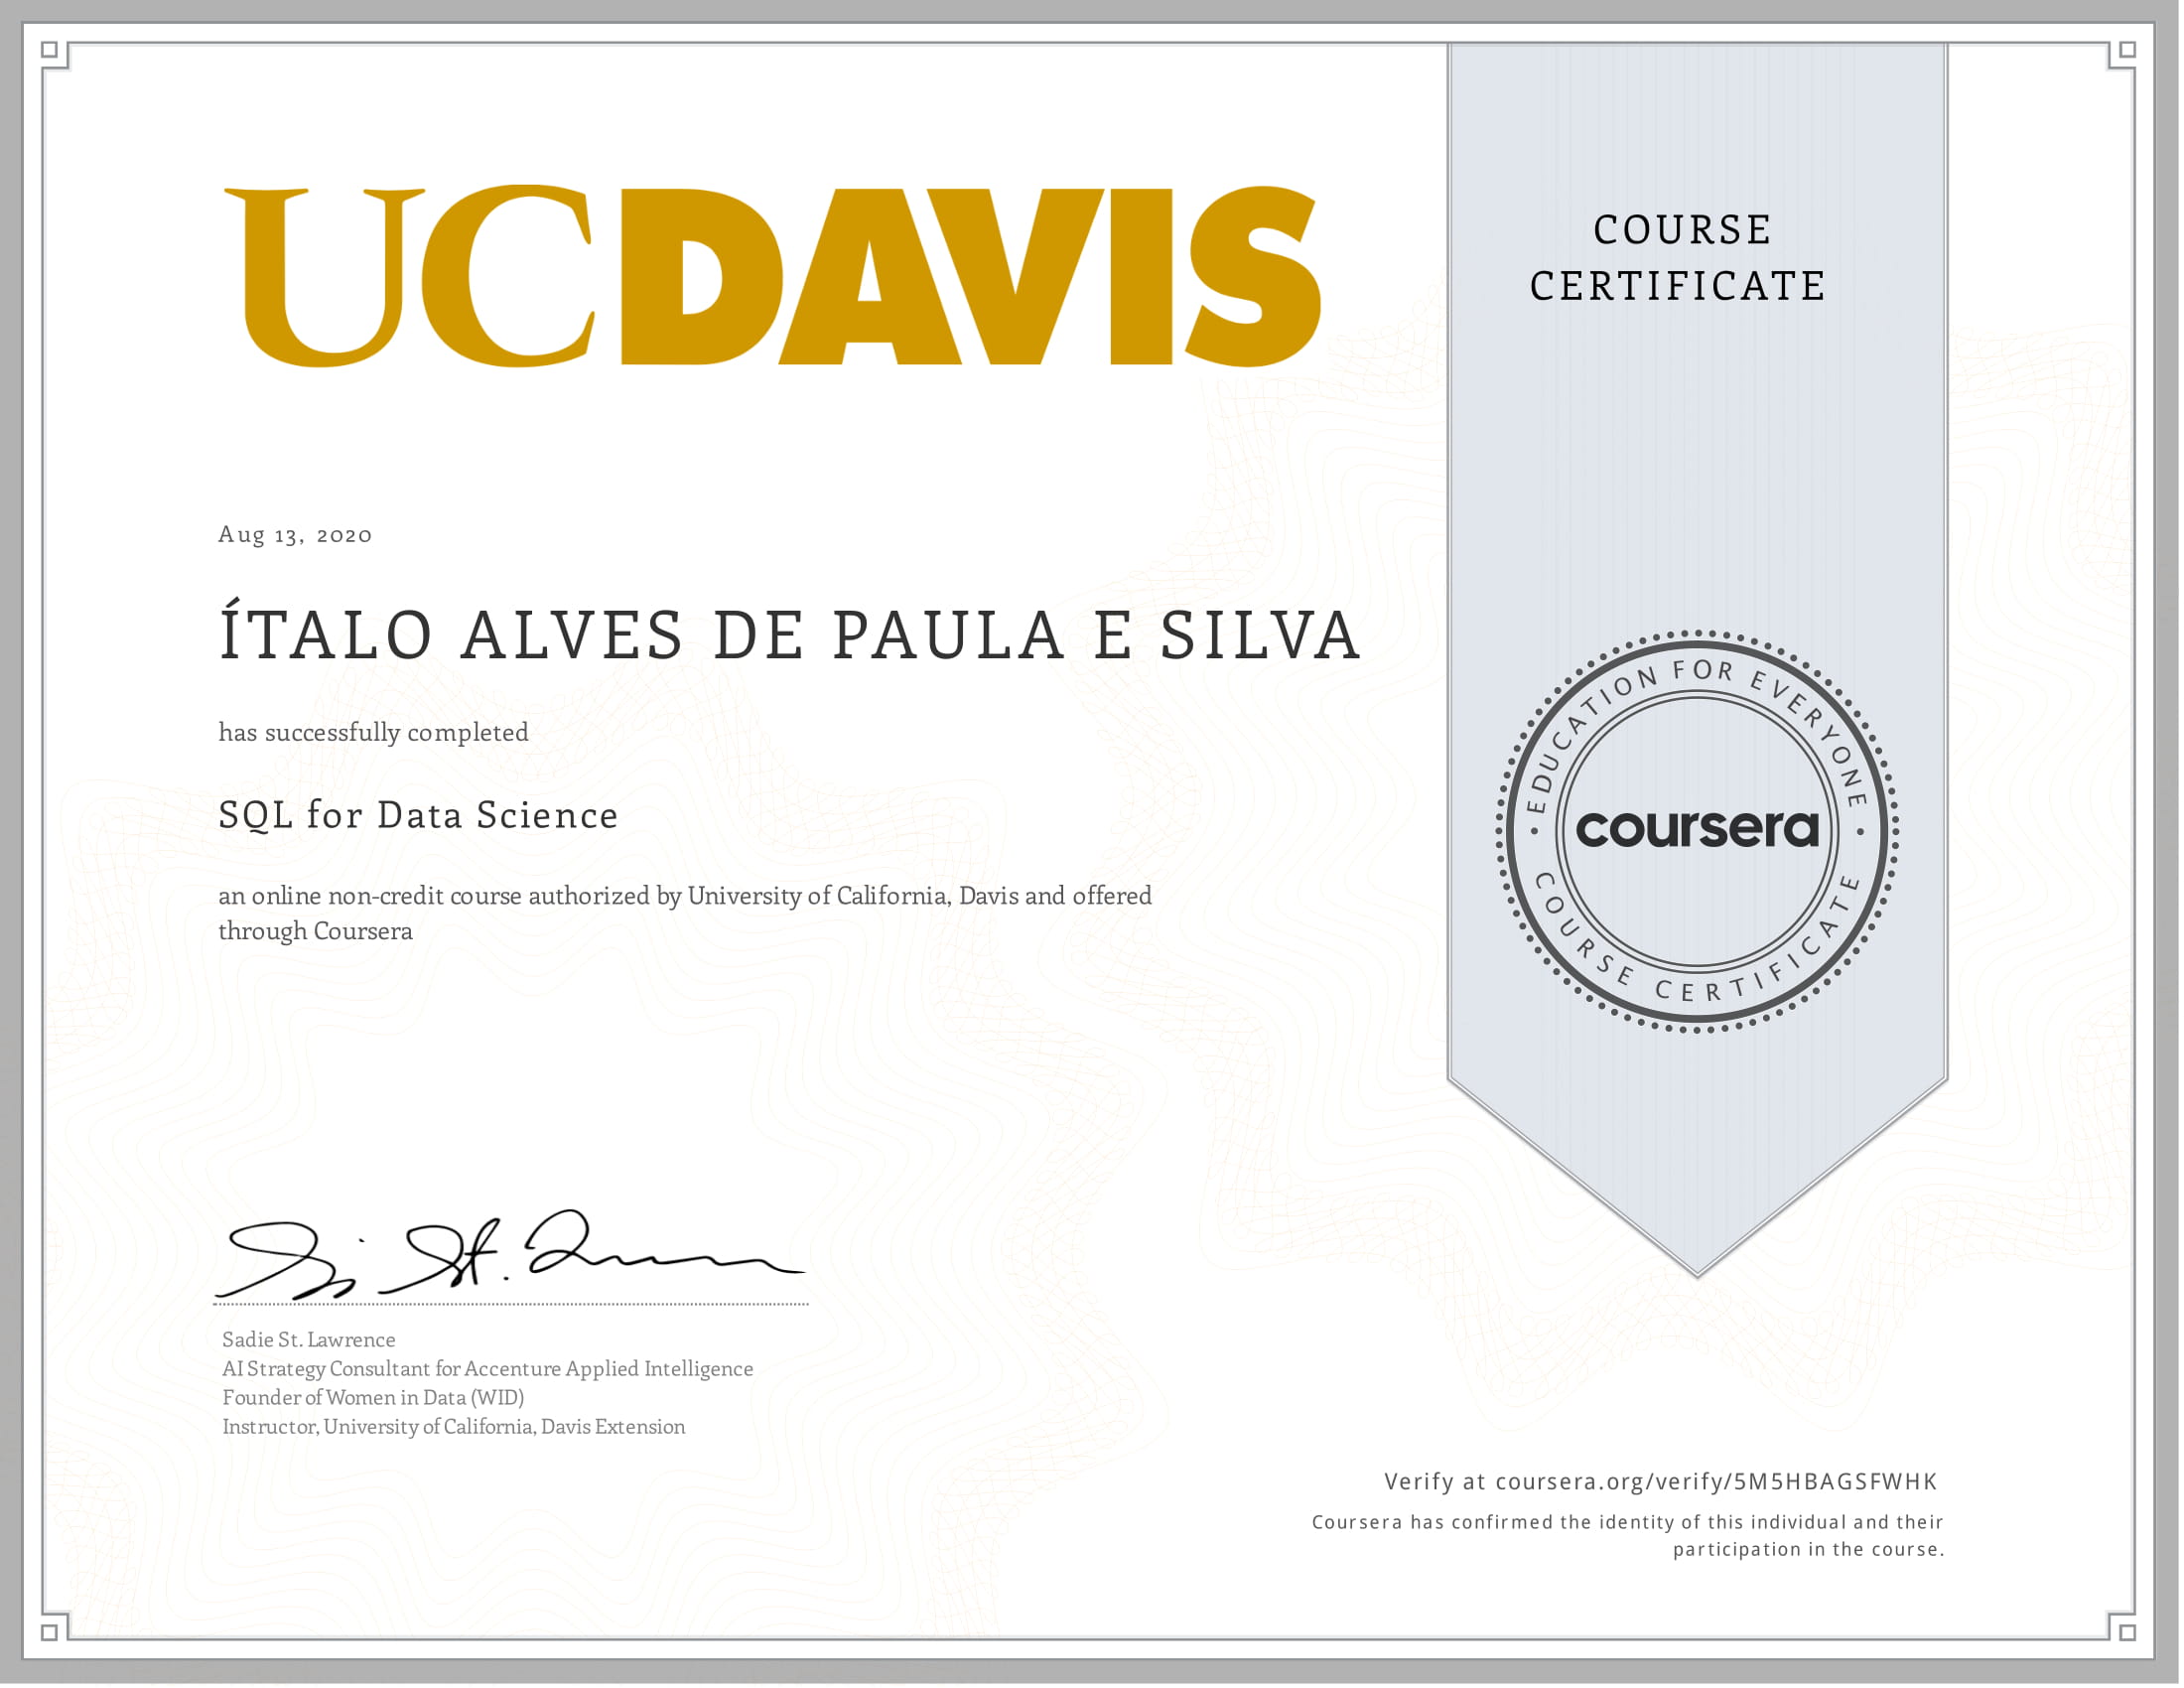 UCDAVIS
COURSE
CERTIFICATE
Aug 13, 2020
ÍTALO ALVES DE PAULA E SILVA
has successfully completed
SQL for Data Science
an online non-credit course authorized by University of California, Davis and offered
through Coursera
EDUCATION FOR EVERYONE
coursera
COURSE CERTIFICATE
Sadie St. Lawrence
AI Strategy Consultant for Accenture Applied Intelligence
Founder of Women in Data (WID)
Instructor, University of California, Davis Extension
Verify at coursera.org/verify/5M5HBAGSFWHK
Coursera has confirmed the identity of this individual and their
participation in the course.